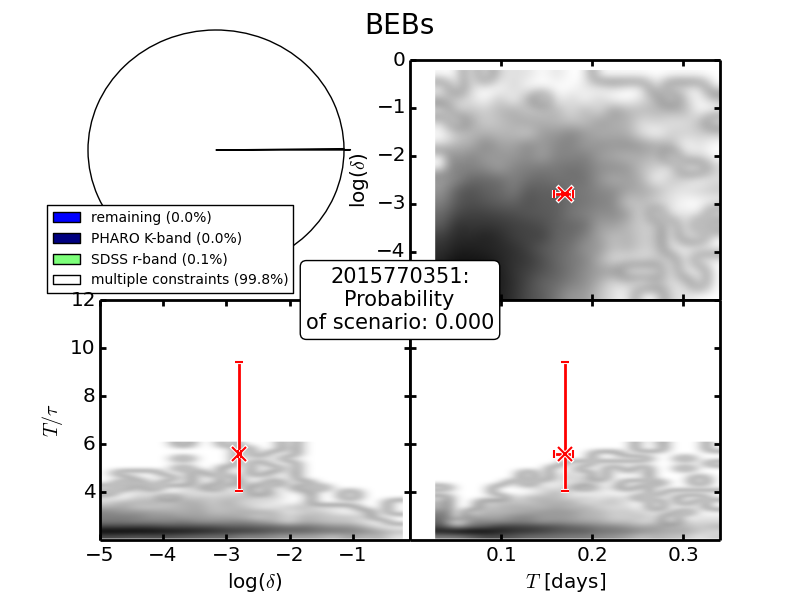 BEBs
remaining (0.0%)
PHARO K-band (0.0%)
SDSS r-band (0.1%)
multiple constraints (99.8%)
0
−1
−2
−3
−4
log(δ)
2015770351:
Probability
of scenario: 0.000
12
10
8
6
4
T/τ
−5 −4 −3 −2 −1
log(δ)
0.1 0.2 0.3
T [days]